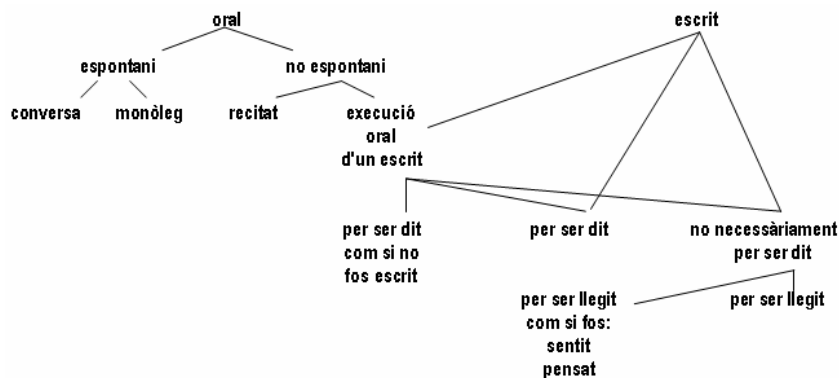 oral
escrit
espontani
no espontani
conversa
monòleg
recitat
execució
oral
d'un escrit
per ser dit
com si no
fos escrit
per ser dit
no necessàriament
per ser dit
per ser llegit
com si fos:
sentit
pensat
per ser llegit